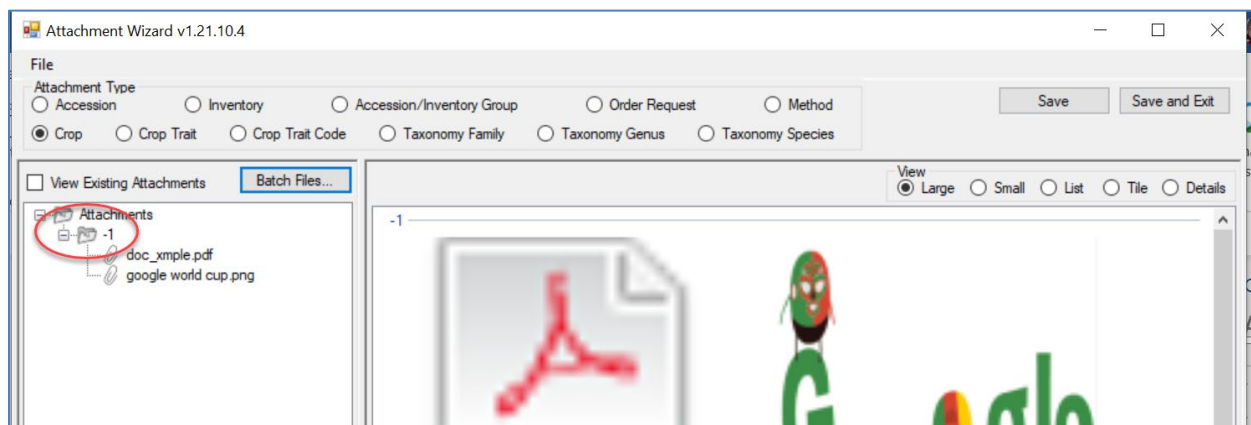 Attachment Wizard v1.21.10.4
File
Attachment Type
Accession Inventory Accession/Inventory Group Order Request Method
Crop Crop Trait Crop Trait Code Taxonomy Family Taxonomy Genus Taxonomy Species
Save Save and Exit
View Existing Attachments Batch Files...
View
Large Small List Tile Details
Attachments
-1
doc_xmple.pdf
google world cup.png
-1
G gle